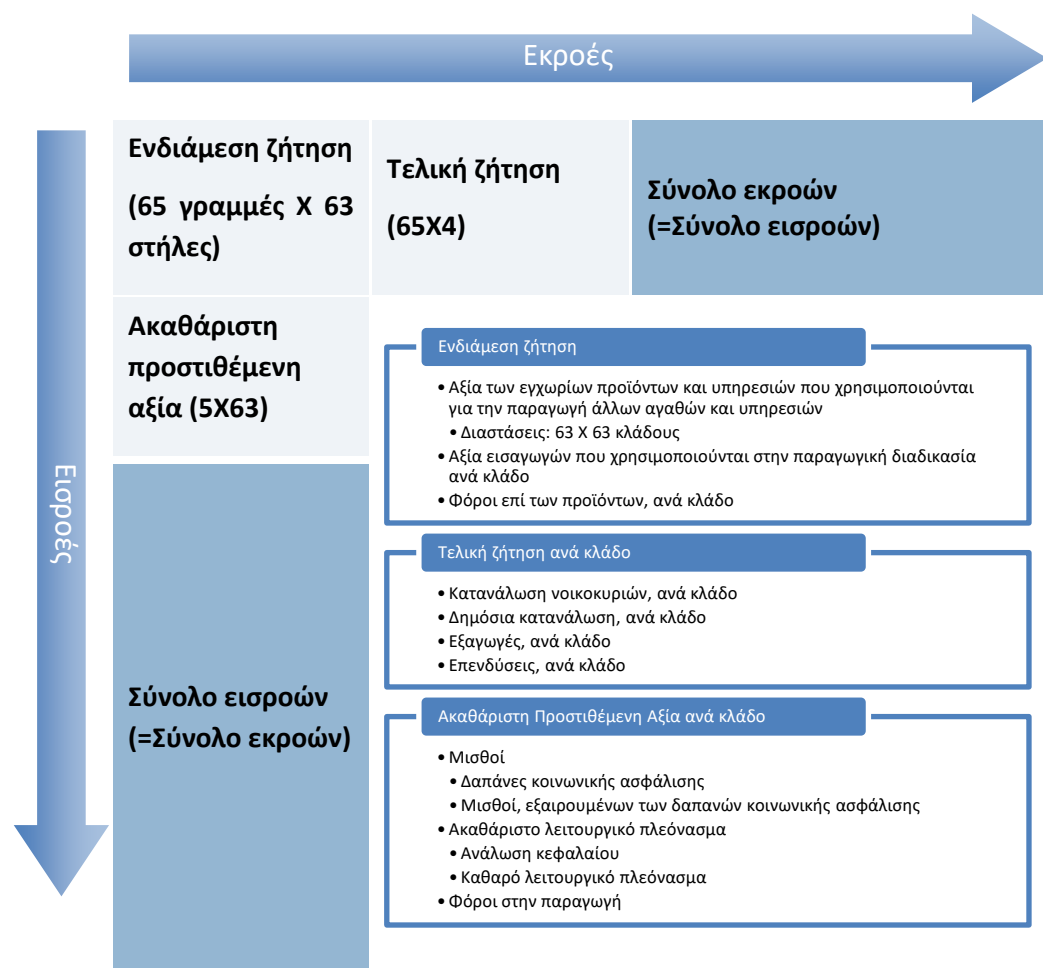 Εκροές
Εισροές
Ενδιάμεση ζήτηση
(65 γραμμές Χ 63
στήλες)
Τελική ζήτηση
(65Χ4)
Σύνολο εκροών
(=Σύνολο εισροών)
Ακαθάριστη
προστιθέμενη
αξία (5Χ63)
Σύνολο εισροών
(=Σύνολο εκροών)
Ενδιάμεση ζήτηση
• Αξία των εγχωρίων προϊόντων και υπηρεσιών που χρησιμοποιούνται
για την παραγωγή άλλων αγαθών και υπηρεσιών
• Διαστάσεις: 63 Χ 63 κλάδους
• Αξία εισαγωγών που χρησιμοποιούνται στην παραγωγική διαδικασία
ανά κλάδο
• Φόροι επί των προϊόντων, ανά κλάδο
Τελική ζήτηση ανά κλάδο
• Κατανάλωση νοικοκυριών, ανά κλάδο
• Δημόσια κατανάλωση, ανά κλάδο
• Εξαγωγές, ανά κλάδο
• Επενδύσεις, ανά κλάδο
Ακαθάριστη Προστιθέμενη Αξία ανά κλάδο
• Μισθοί
• Δαπάνες κοινωνικής ασφάλισης
• Μισθοί, εξαιρουμένων των δαπανών κοινωνικής ασφάλισης
• Ακαθάριστο λειτουργικό πλεόνασμα
• Ανάλωση κεφαλαίου
• Καθαρό λειτουργικό πλεόνασμα
• Φόροι στην παραγωγή